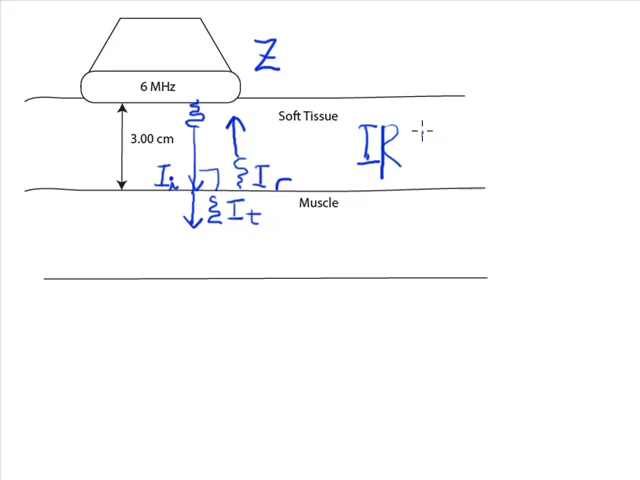 Z
6 MHz
Soft Tissue
3.00 cm
IR
Ii
Ir
Muscle
It